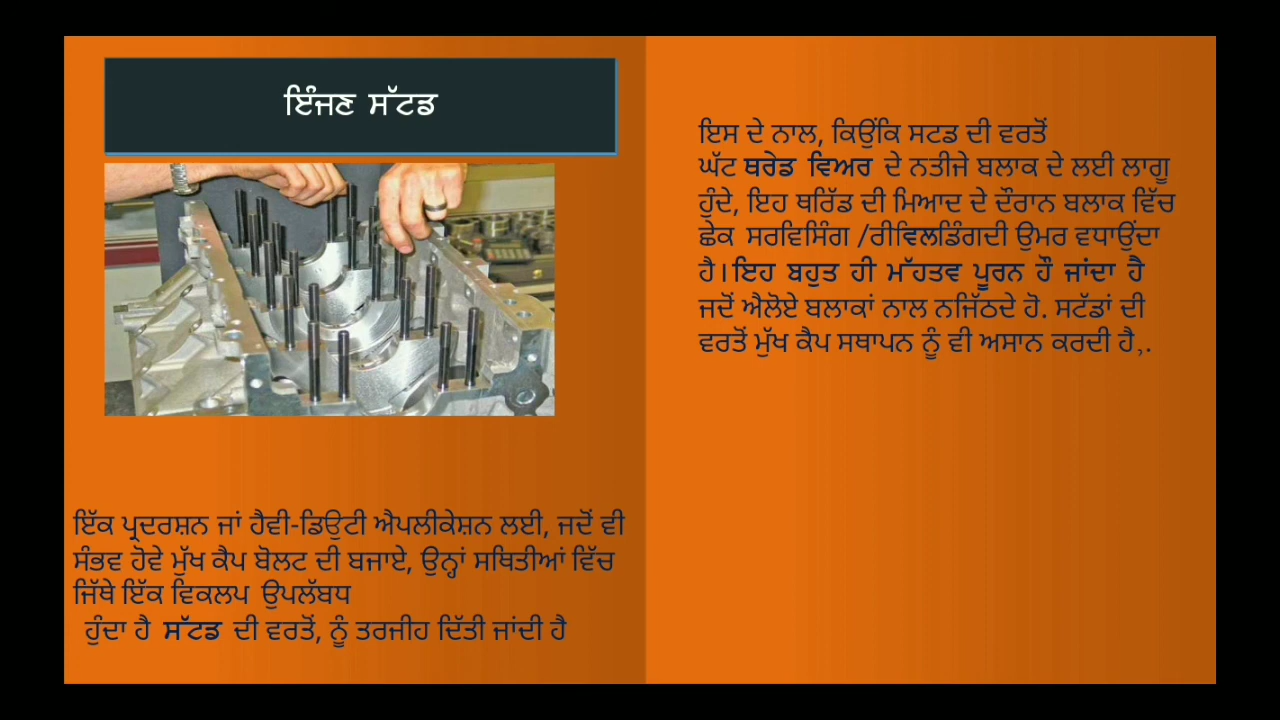 ਇੰਜਣ ਸੱਟਡ
ਇੱਕ ਪ੍ਰਦਰਸ਼ਨ ਜਾਂ ਹੈਵੀ-ਡਿਊਟੀ ਐਪਲੀਕੇਸ਼ਨ ਲਈ, ਜਦੋਂ ਵੀ
ਸੰਭਵ ਹੋਵੇ ਮੁੱਖ ਕੈਪ ਬੋਲਟ ਦੀ ਬਜਾਏ, ਉਨ੍ਹਾਂ ਸਥਿਤੀਆਂ ਵਿੱਚ
ਜਿੱਥੇ ਇੱਕ ਵਿਕਲਪ ਉਪਲੱਬਧ
ਹੁੰਦਾ ਹੈ ਸੱਟਡ ਦੀ ਵਰਤੋਂ, ਨੂੰ ਤਰਜੀਹ ਦਿੱਤੀ ਜਾਂਦੀ ਹੈ
ਇਸ ਦੇ ਨਾਲ, ਕਿਉਂਕਿ ਸਟਡ ਦੀ ਵਰਤੋਂ
ਘੱਟ ਥਰੇਡ ਵਿਅਰ ਦੇ ਨਤੀਜੇ ਬਲਾਕ ਦੇ ਲਈ ਲਾਗੂ
ਹੁੰਦੇ, ਇਹ ਥਰਿੱਡ ਦੀ ਮਿਆਦ ਦੇ ਦੌਰਾਨ ਬਲਾਕ ਵਿੱਚ
ਛੇਕ ਸਰਵਿਸਿੰਗ /ਰੀਵਿਲਡਿੰਗਦੀ ਉਮਰ ਵਧਾਉਂਦਾ
ਹੈ।ਇਹ ਬਹੁਤ ਹੀ ਮੱਹਤਵ ਪੂਰਨ ਹੌ ਜਾਂਦਾ ਹੈ
ਜਦੋਂ ਐਲੋਏ ਬਲਾਕਾਂ ਨਾਲ ਨਜਿੱਠਦੇ ਹੋ. ਸਟੱਡਾਂ ਦੀ
ਵਰਤੋਂ ਮੁੱਖ ਕੈਪ ਸਥਾਪਨ ਨੂੰ ਵੀ ਅਸਾਨ ਕਰਦੀ ਹੈ,.